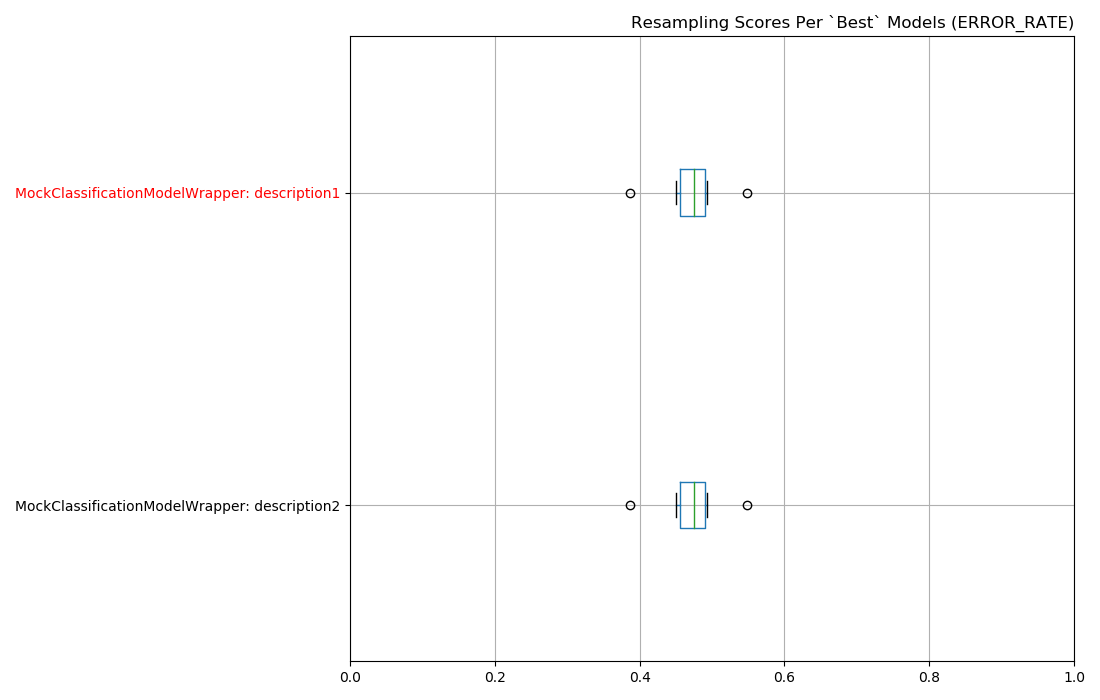 Resampling Scores Per `Best` Models (ERROR_RATE)
MockClassificationModelWrapper: description1
MockClassificationModelWrapper: description2
0.0 0.2 0.4 0.6 0.8 1.0